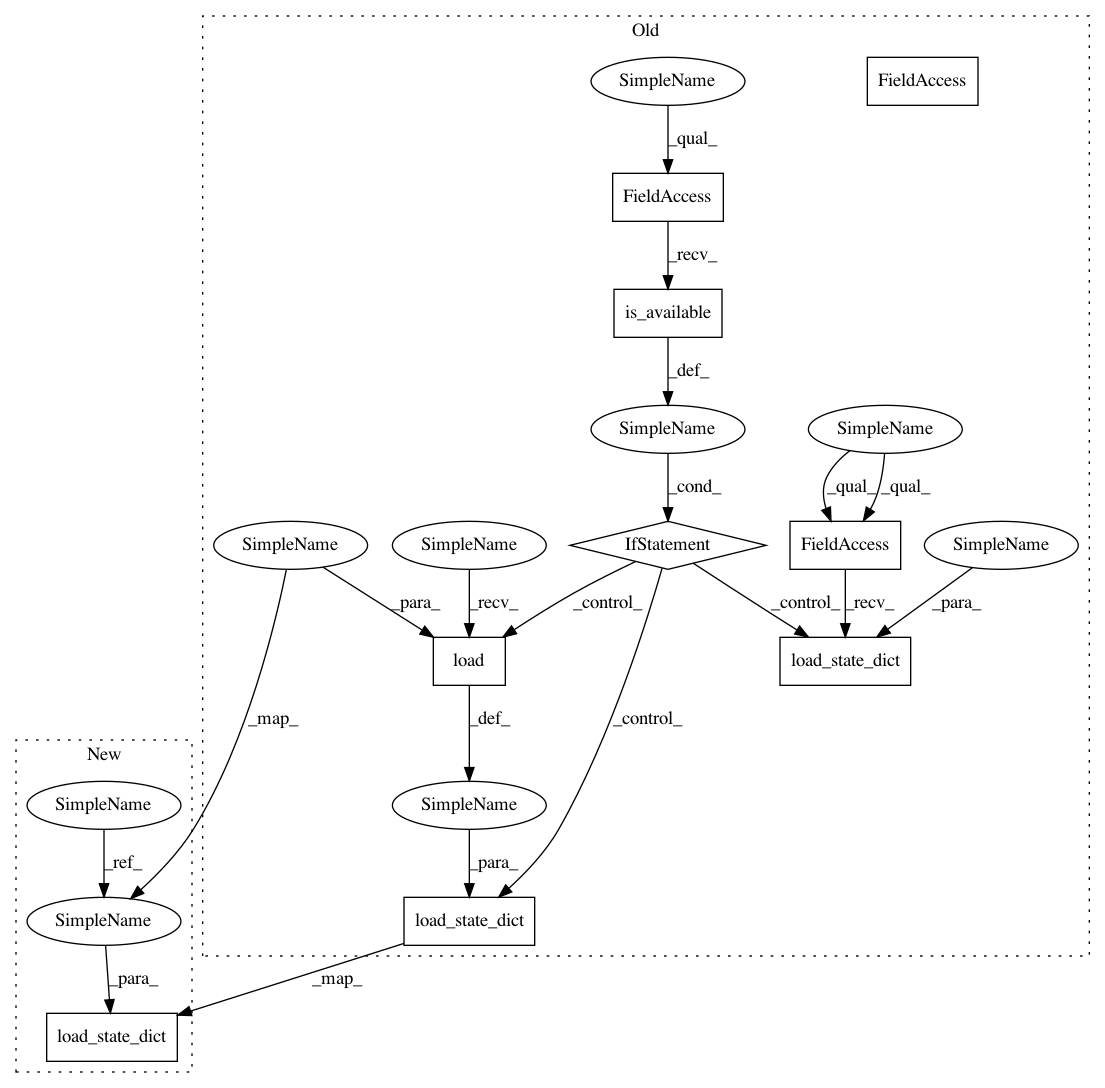 Old
SimpleName
FieldAccess
_qual_
FieldAccess
_recv_
is_available
_def_
SimpleName
SimpleName
_cond_
_qual_
_qual_
SimpleName
SimpleName
IfStatement
FieldAccess
SimpleName
_para_
_recv_
_control_
_control_
_recv_
_para_
load
load_state_dict
_map_
_def_
_control_
New
SimpleName
SimpleName
_ref_
_para_
SimpleName
load_state_dict
_para_
_map_
load_state_dict